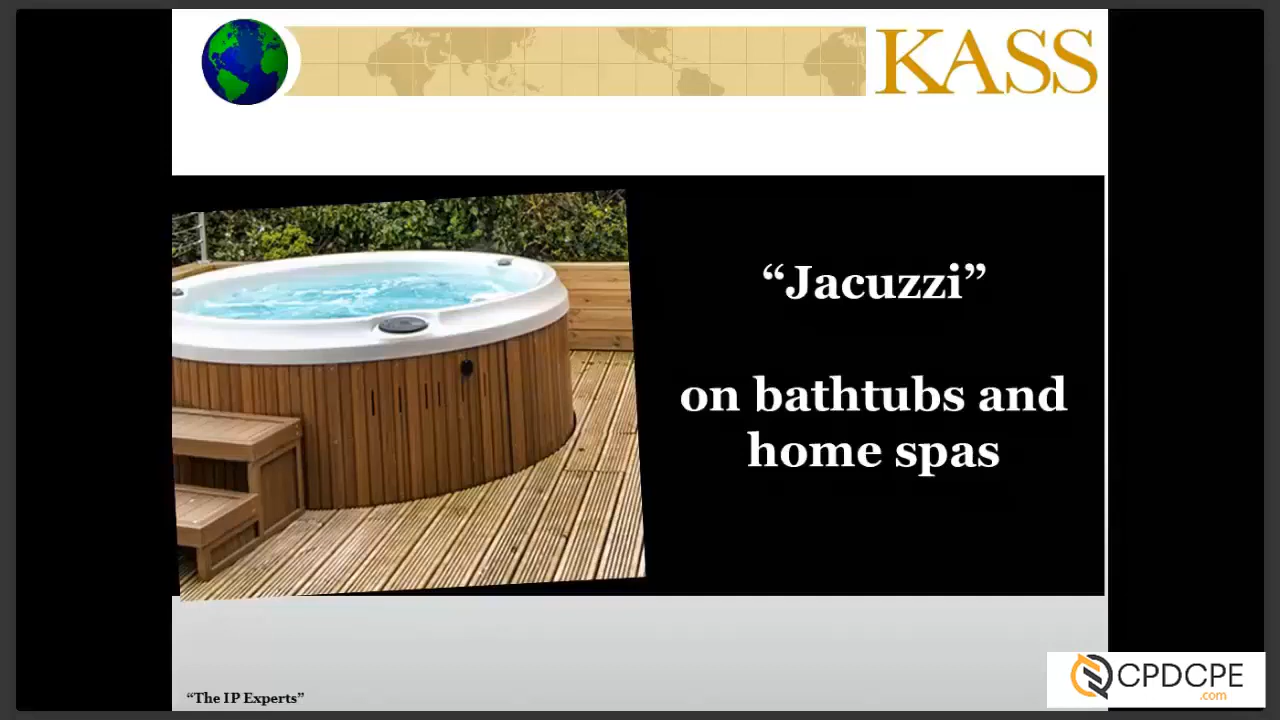 KASS
“Jacuzzi”
on bathtubs and
home spas
“The IP Experts”
CPDCPE
.com